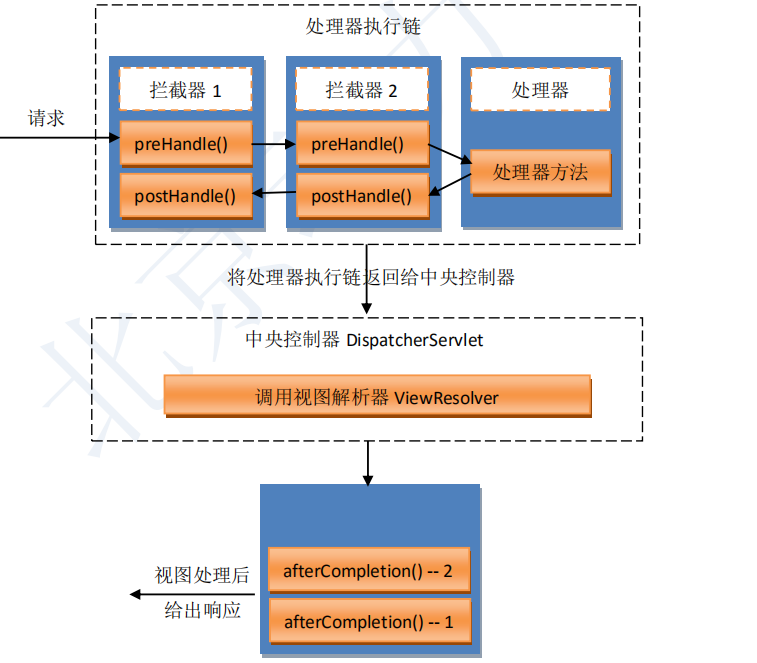 处理器执行链
拦截器 1
拦截器 2
处理器
请求
preHandle()
preHandle()
处理器方法
postHandle()
postHandle()
将处理器执行链返回给中央控制器
中央控制器 DispatcherServlet
调用视图解析器 ViewResolver
afterCompletion() -- 2
视图处理后
给出响应
afterCompletion() -- 1
北京